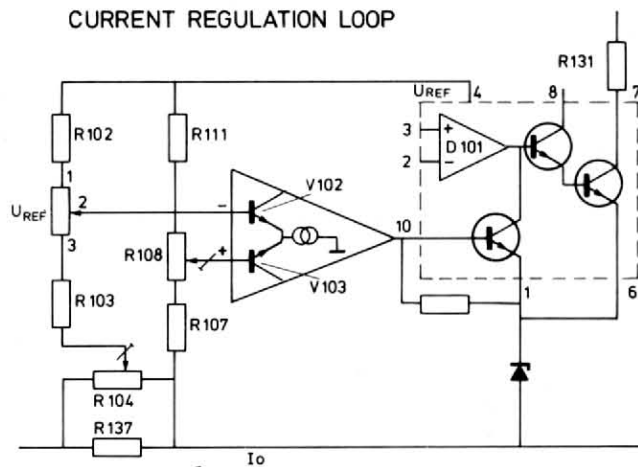 CURRENT REGULATION LOOP
R131
UREF 4 8 7
R102 R111
3 + D101
2 −
1
V102
UREF 2 − 10
3
R108 +
R103 V103 1 6
R107
R104
R137
Io